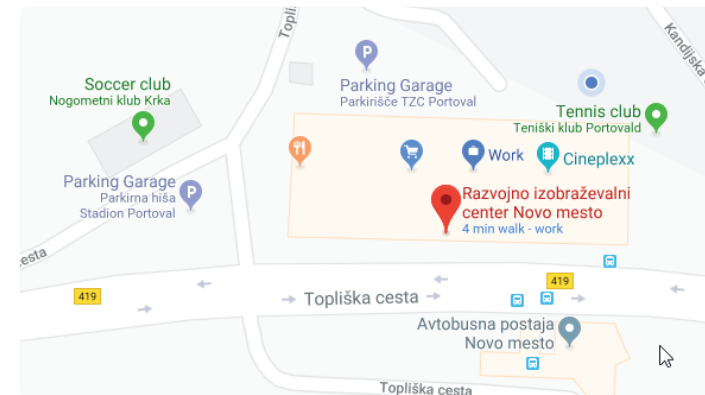 Topli
Kandijska
Soccer club
Nogometni klub Krka
Parking Garage
Parkirišče TZC Portoval
Tennis club
Teniški klub Portovald
Work
Cineplexx
Parking Garage
Parkirna hiša
Stadion Portoval
Razvojno izobraževalni
center Novo mesto
4 min walk - work
esta
419
419
Topliška cesta
Avtobusna postaja
Novo mesto
Topliška cesta